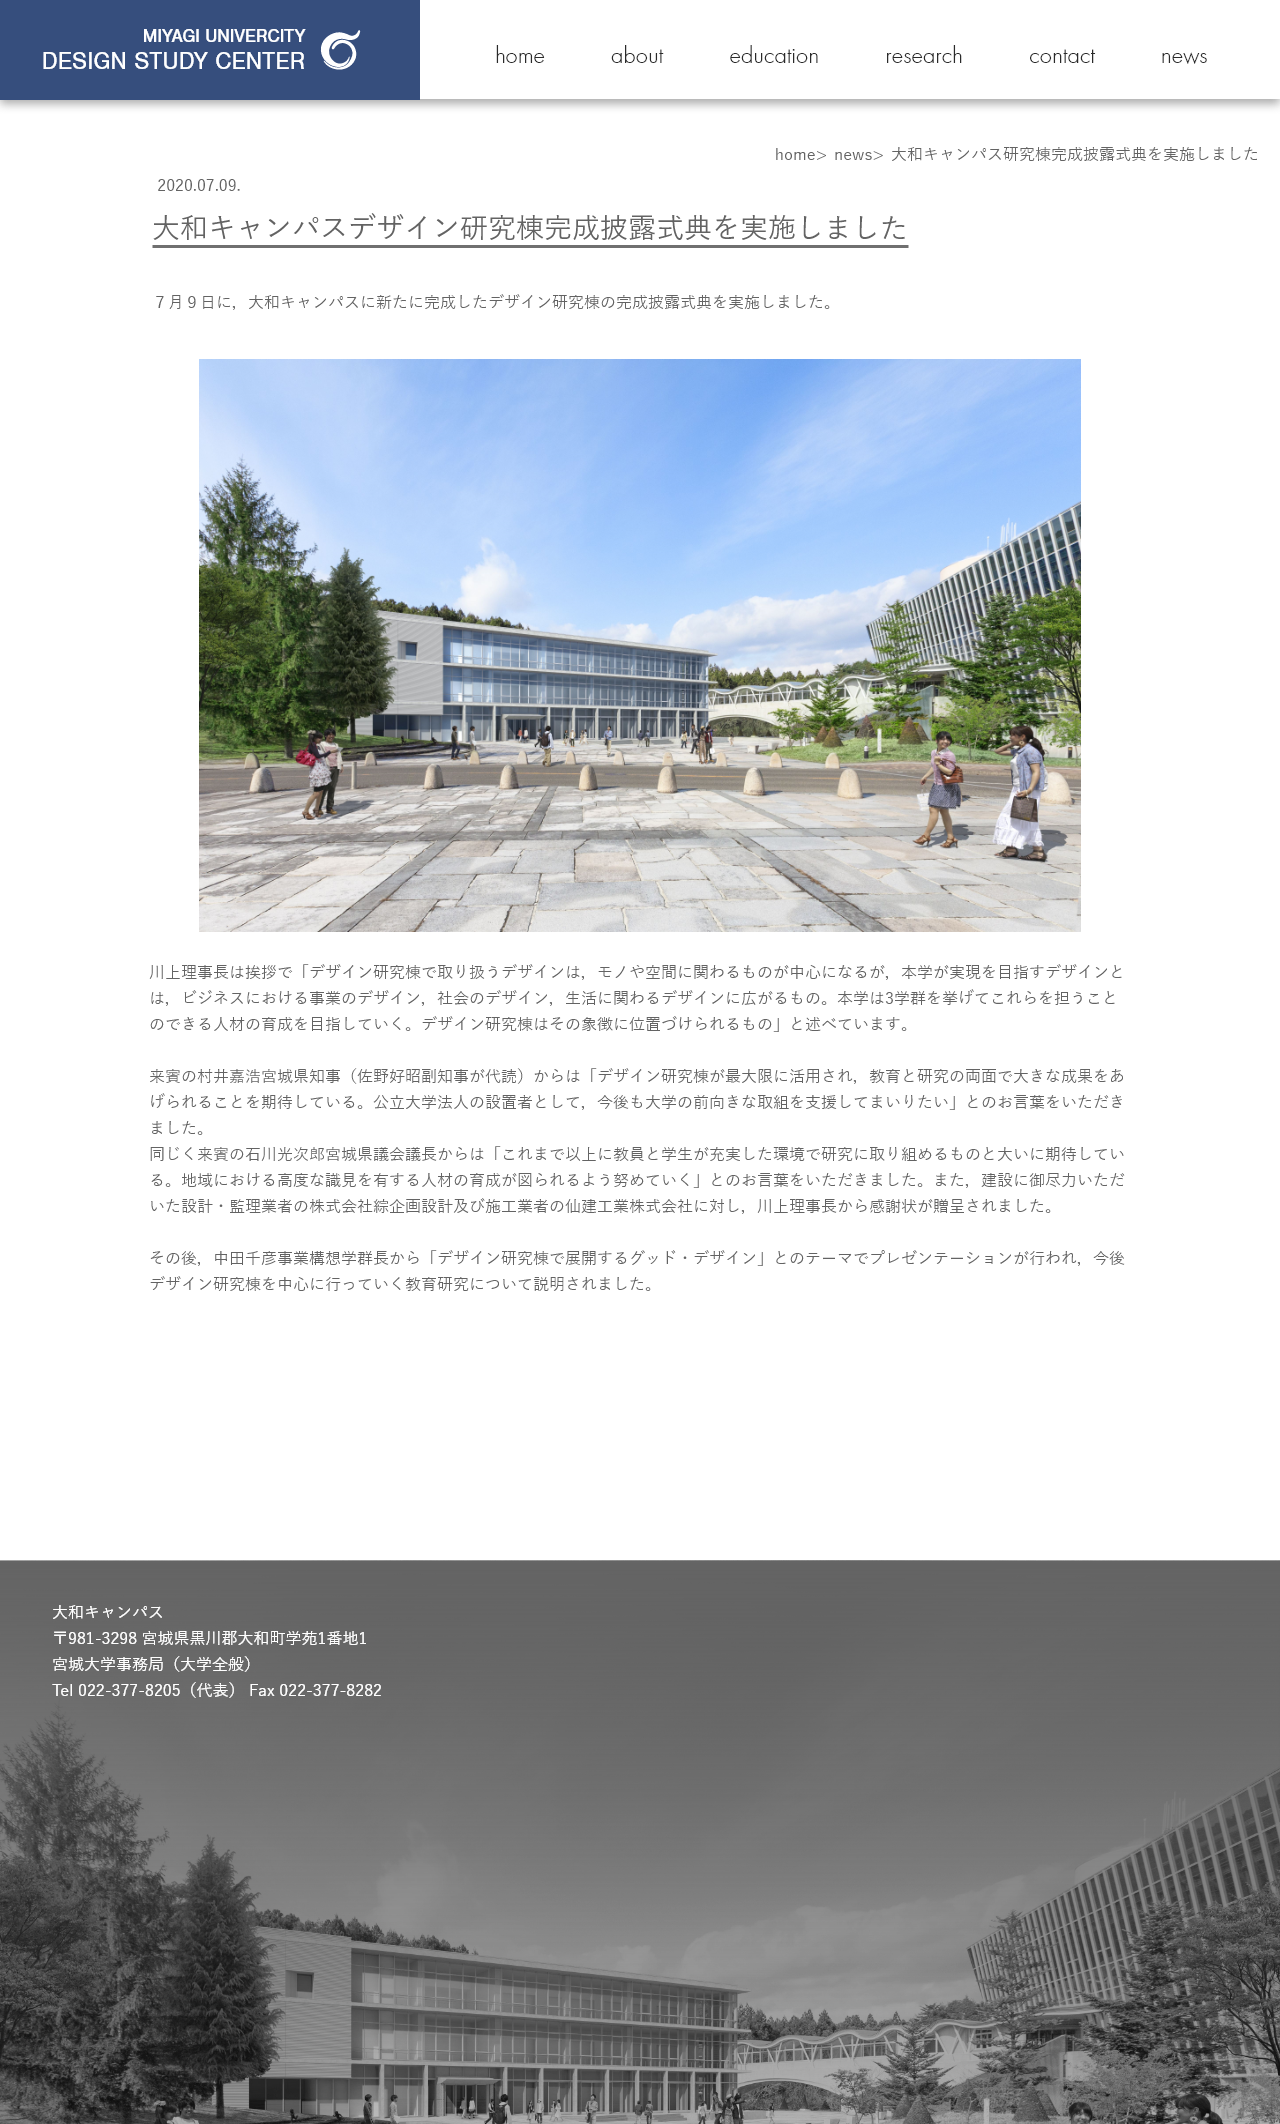 MIYAGI UNIVERCITY
DESIGN STUDY CENTER
home about education research contact news
home> news> 大和キャンパス研究棟完成披露式典を実施しました
2020.07.09.
大和キャンパスデザイン研究棟完成披露式典を実施しました
７月９日に，大和キャンパスに新たに完成したデザイン研究棟の完成披露式典を実施しました。
川上理事長は挨拶で「デザイン研究棟で取り扱うデザインは，モノや空間に関わるものが中心になるが，本学が実現を目指すデザインと
は，ビジネスにおける事業のデザイン，社会のデザイン，生活に関わるデザインに広がるもの。本学は3学群を挙げてこれらを担うこと
のできる人材の育成を目指していく。デザイン研究棟はその象徴に位置づけられるもの」と述べています。
来賓の村井嘉浩宮城県知事（佐野好昭副知事が代読）からは「デザイン研究棟が最大限に活用され，教育と研究の両面で大きな成果をあ
げられることを期待している。公立大学法人の設置者として，今後も大学の前向きな取組を支援してまいりたい」とのお言葉をいただき
ました。
同じく来賓の石川光次郎宮城県議会議長からは「これまで以上に教員と学生が充実した環境で研究に取り組めるものと大いに期待してい
る。地域における高度な識見を有する人材の育成が図られるよう努めていく」とのお言葉をいただきました。また，建設に御尽力いただ
いた設計・監理業者の株式会社綜企画設計及び施工業者の仙建工業株式会社に対し，川上理事長から感謝状が贈呈されました。
その後，中田千彦事業構想学群長から「デザイン研究棟で展開するグッド・デザイン」とのテーマでプレゼンテーションが行われ，今後
デザイン研究棟を中心に行っていく教育研究について説明されました。
大和キャンパス
〒981-3298 宮城県黒川郡大和町学苑1番地1
宮城大学事務局（大学全般）
Tel 022-377-8205（代表） Fax 022-377-8282